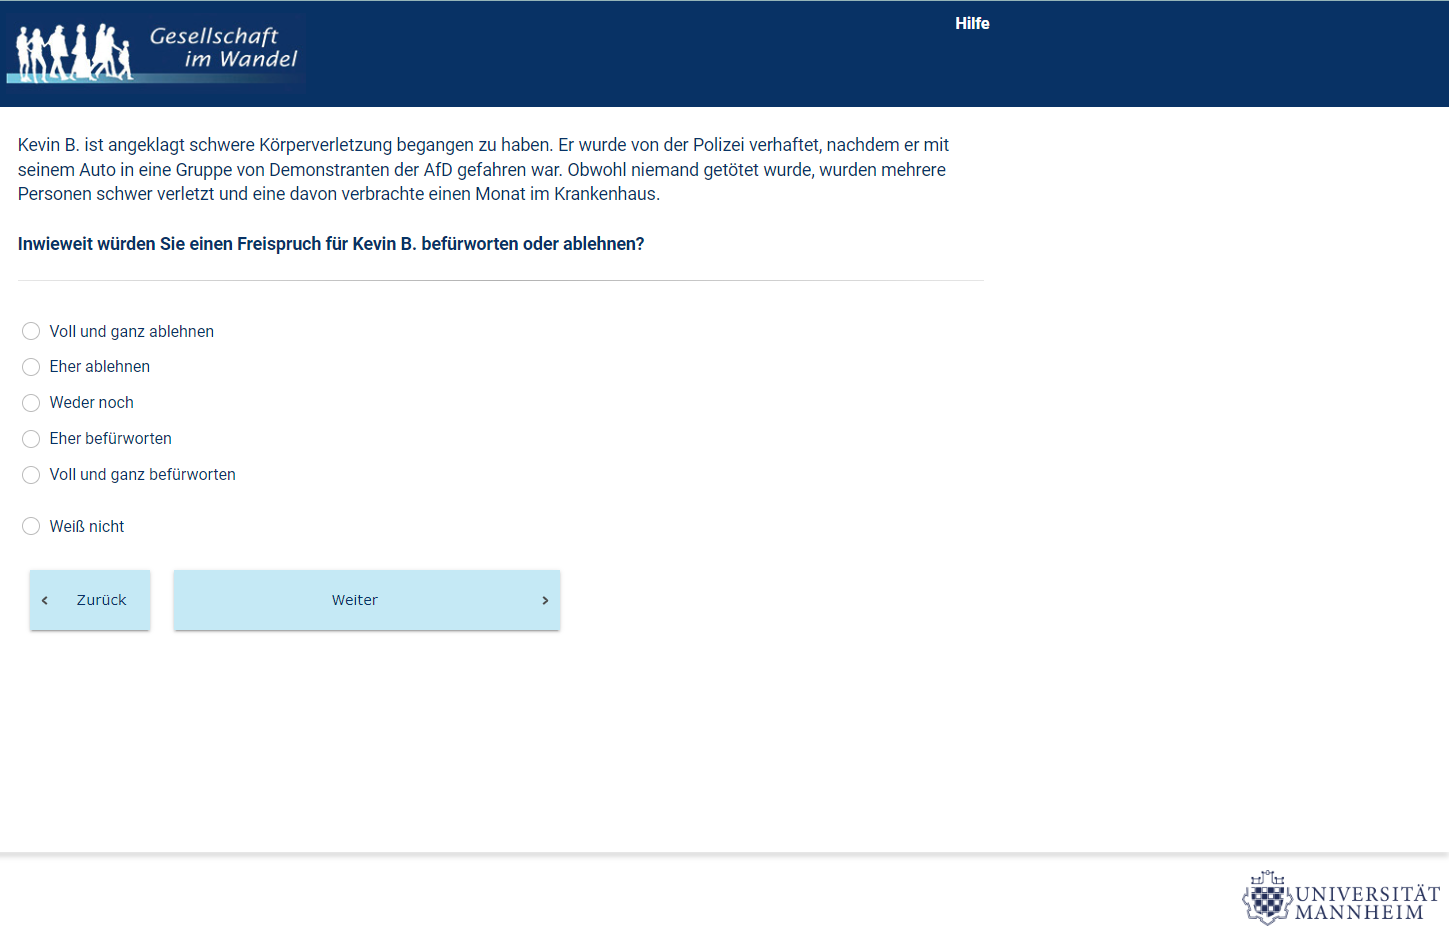 Gesellschaft
im Wandel
Hilfe
Kevin B. ist angeklagt schwere Körperverletzung begangen zu haben. Er wurde von der Polizei verhaftet, nachdem er mit
seinem Auto in eine Gruppe von Demonstranten der AfD gefahren war. Obwohl niemand getötet wurde, wurden mehrere
Personen schwer verletzt und eine davon verbrachte einen Monat im Krankenhaus.
Inwieweit würden Sie einen Freispruch für Kevin B. befürworten oder ablehnen?
Voll und ganz ablehnen
Eher ablehnen
Weder noch
Eher befürworten
Voll und ganz befürworten
Weiß nicht
Zurück
Weiter
UNIVERSITÄT
MANNHEIM